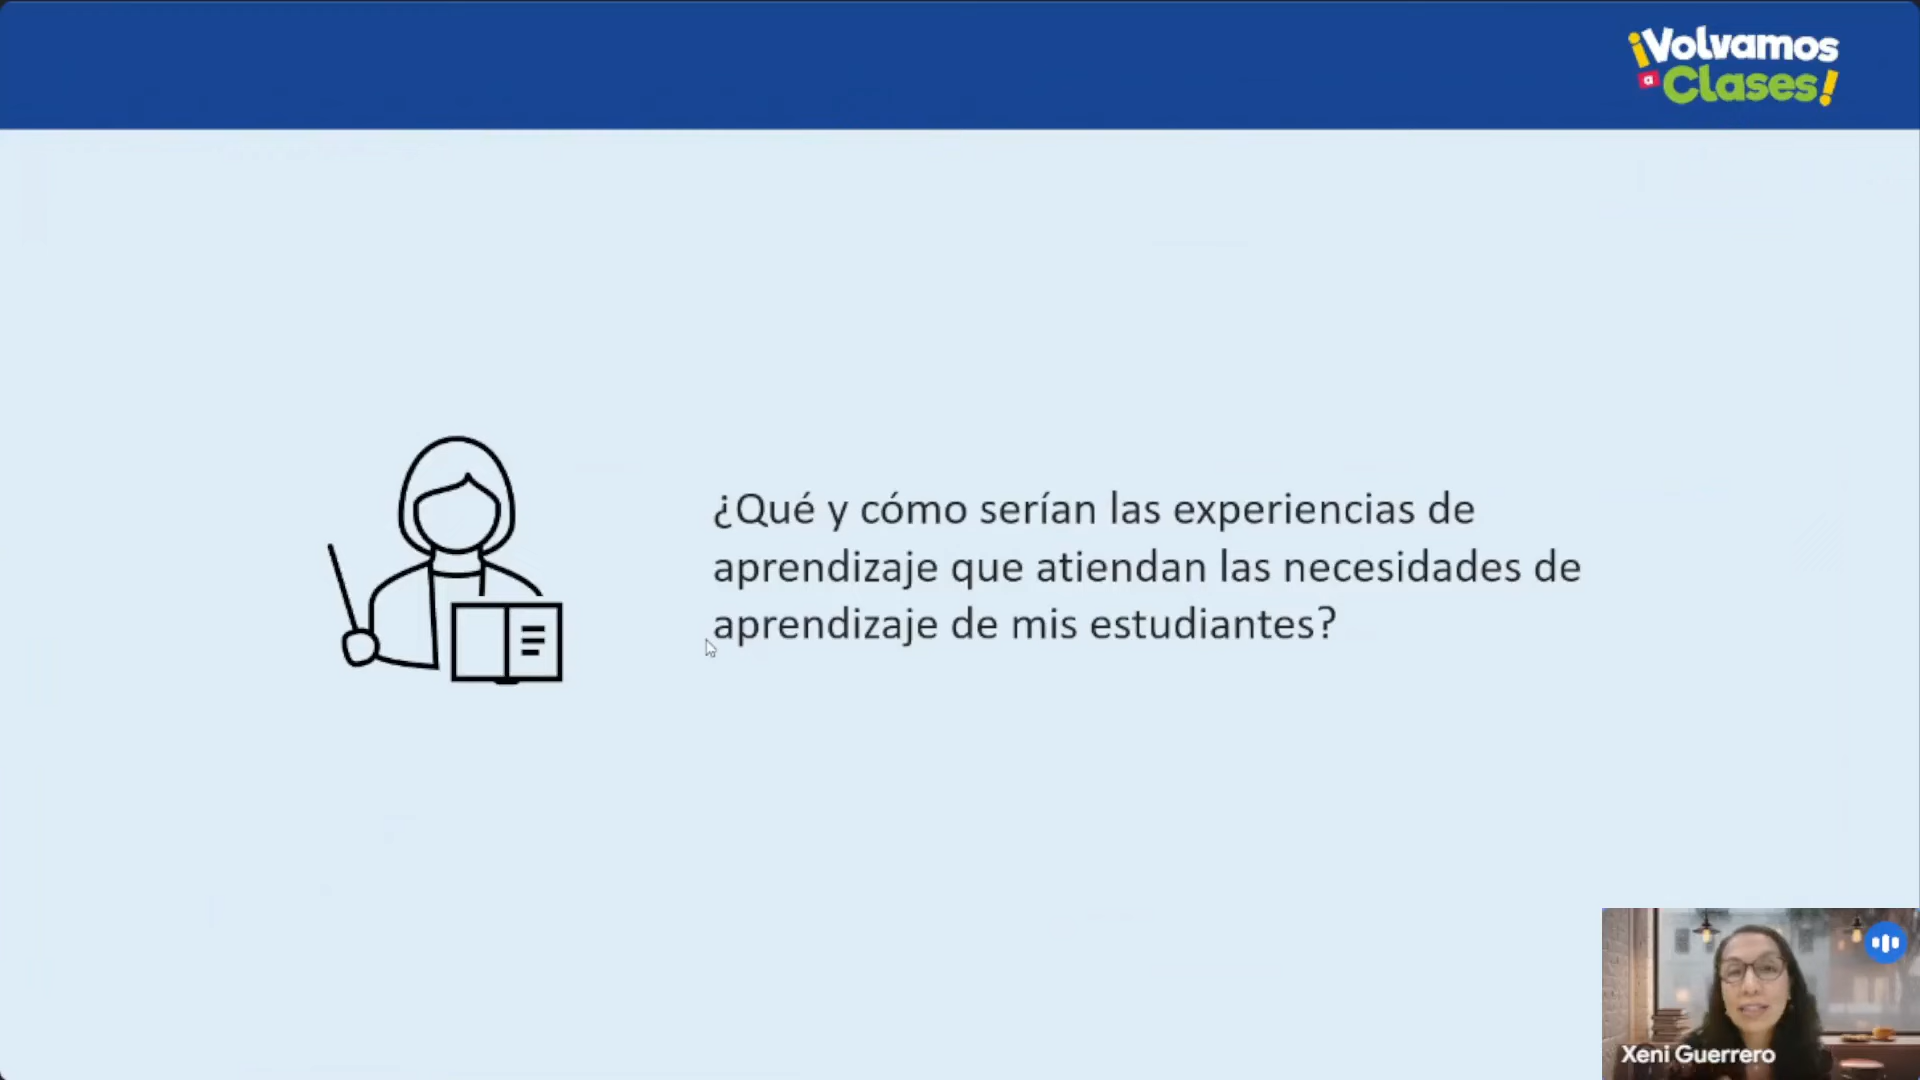 ¡Volvamos
a Clases!
¿Qué y cómo serían las experiencias de
aprendizaje que atiendan las necesidades de
aprendizaje de mis estudiantes?
Xeni Guerrero